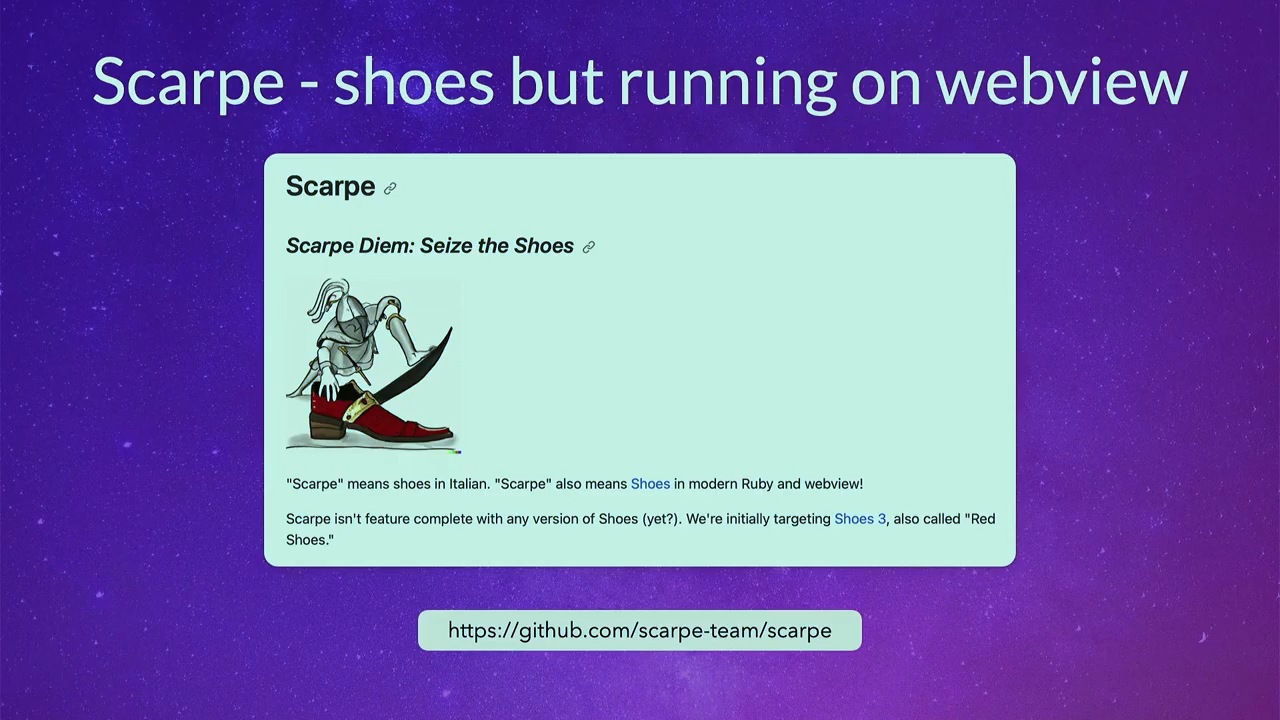 Scarpe - shoes but running on webview
Scarpe
Scarpe Diem: Seize the Shoes
"Scarpe" means shoes in Italian. "Scarpe" also means Shoes in modern Ruby and webview!
Scarpe isn't feature complete with any version of Shoes (yet?). We're initially targeting Shoes 3, also called "Red
Shoes."
https://github.com/scarpe-team/scarpe